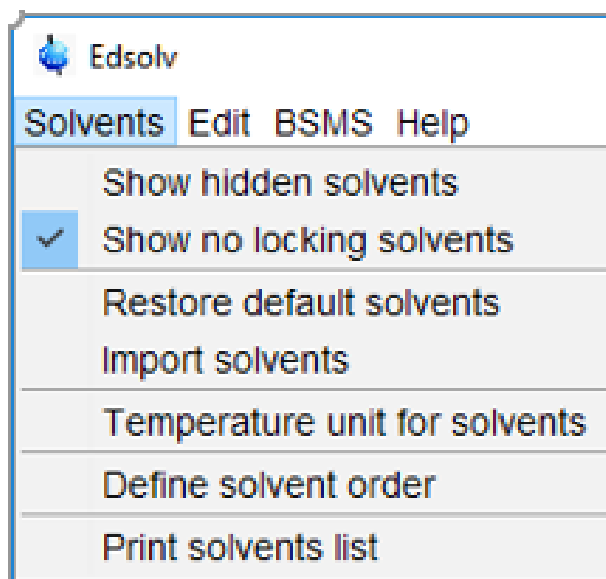 Edsolv
Solvents Edit BSMS Help
Show hidden solvents
Show no locking solvents
Restore default solvents
Import solvents
Temperature unit for solvents
Define solvent order
Print solvents list